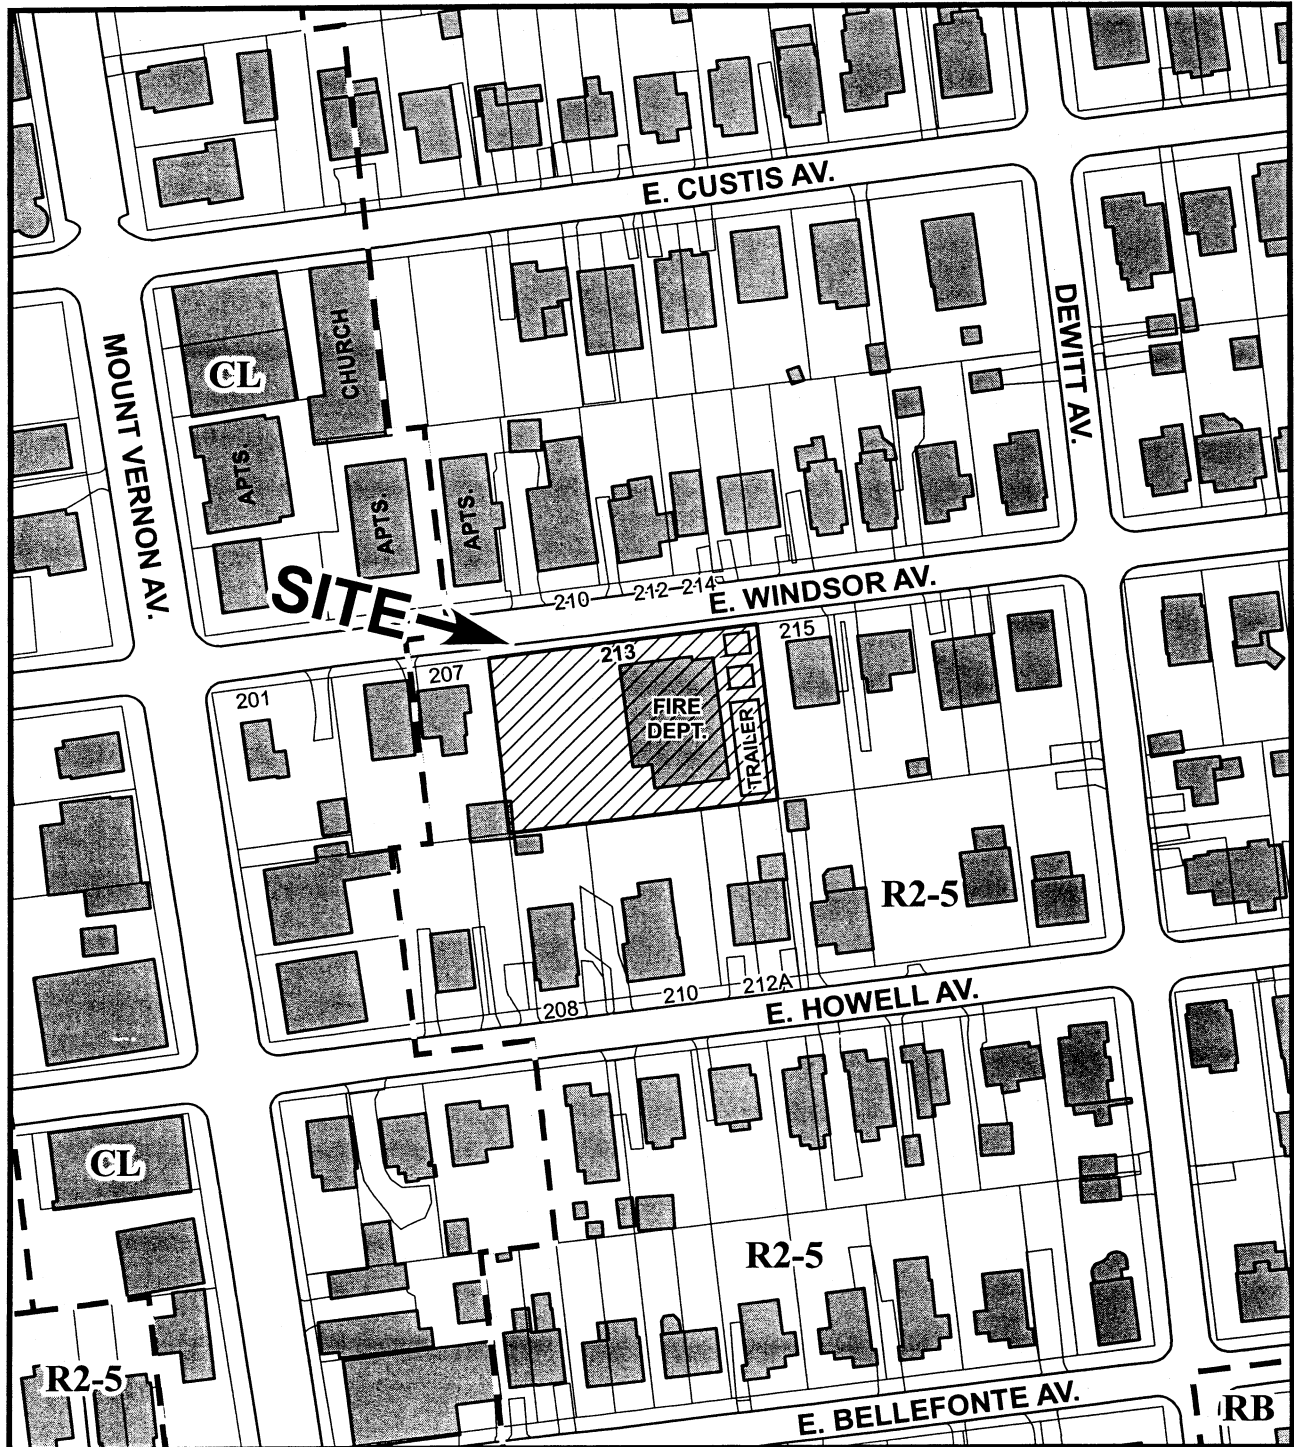 E. CUSTIS AV.
DEWITT AV.
MOUNT VERNON AV.
CHURCH
CL
APTS.
APTS.
APTS.
SITE
210
212
214
E. WINDSOR AV.
213
215
207
201
FIRE
DEPT.
TRAILER
R2-5
208
210
212A
E. HOWELL AV.
CL
R2-5
R2-5
E. BELLEFONTE AV.
RB